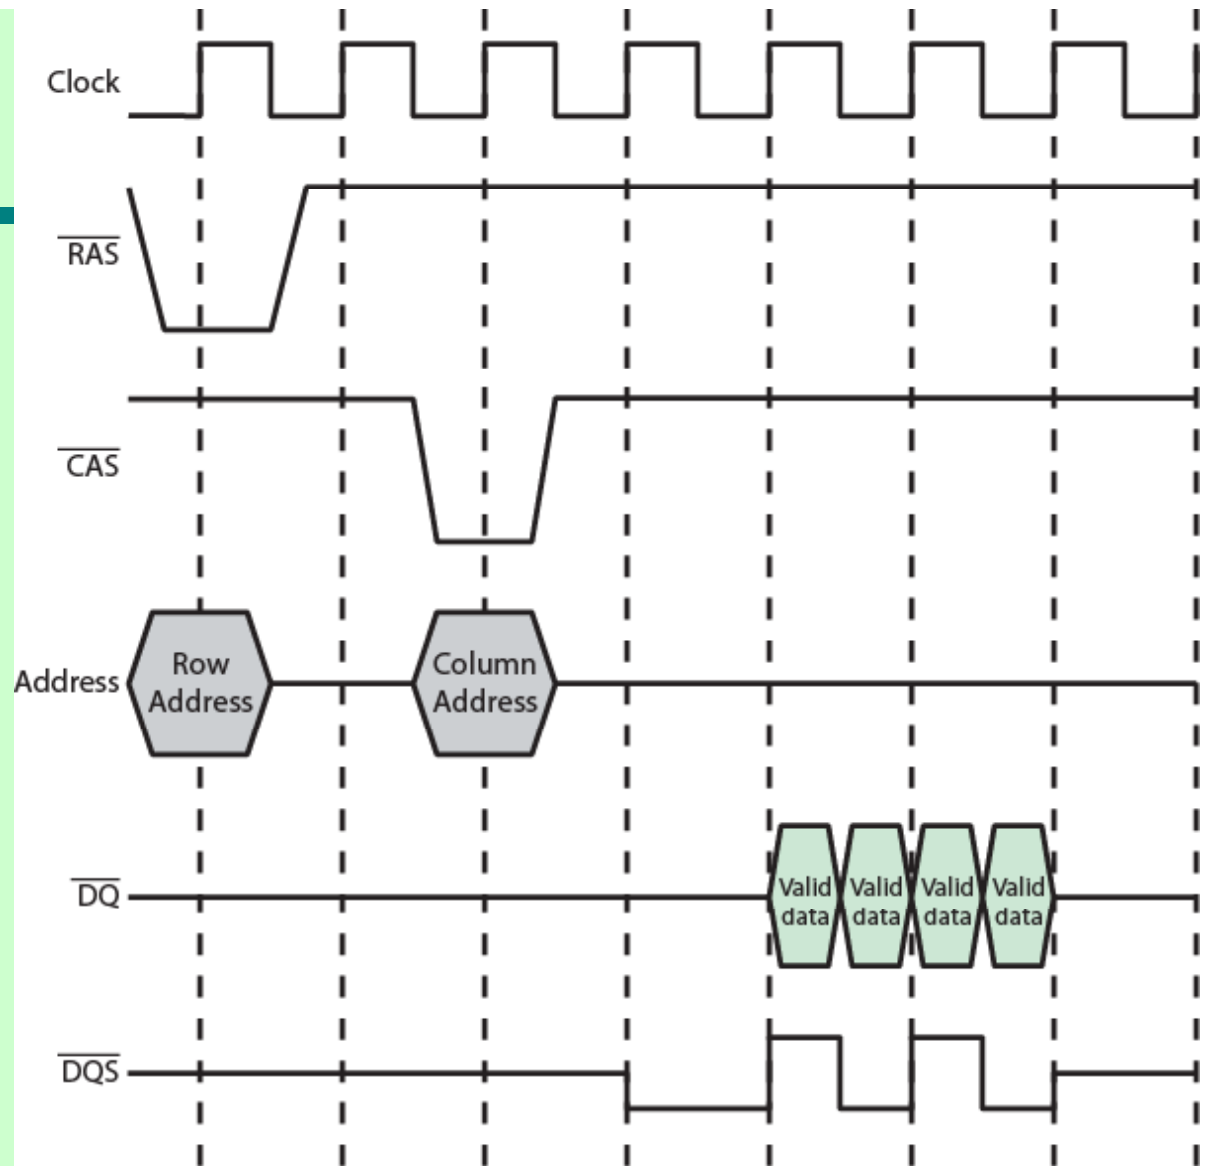 Clock
RAS
CAS
Address
Row
Address
Column
Address
DQ
Valid
data
Valid
data
Valid
data
Valid
data
DQS